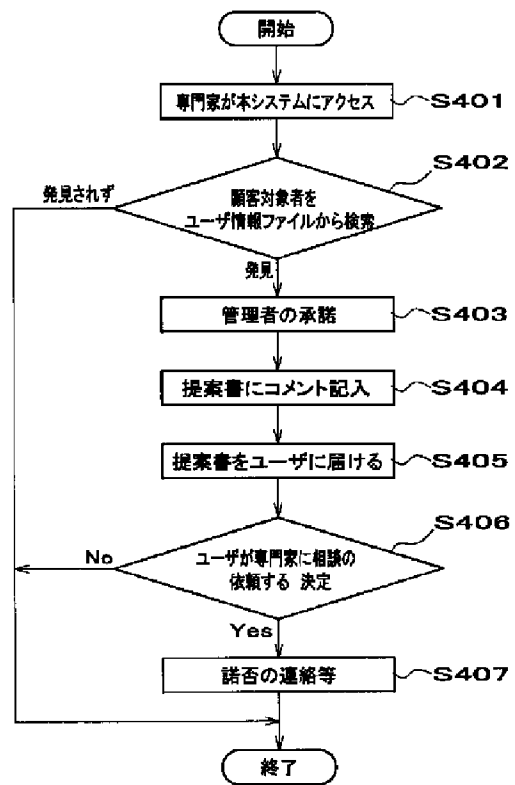 開始
専門家が本システムにアクセス
S401
S402
発見されず
顧客対象者を
ユーザ情報ファイルから検索
発見
管理者の承諾
S403
提案書にコメント記入
S404
提案書をユーザに届ける
S405
S406
No
ユーザが専門家に相談の
依頼する 決定
Yes
諾否の連絡等
S407
終了